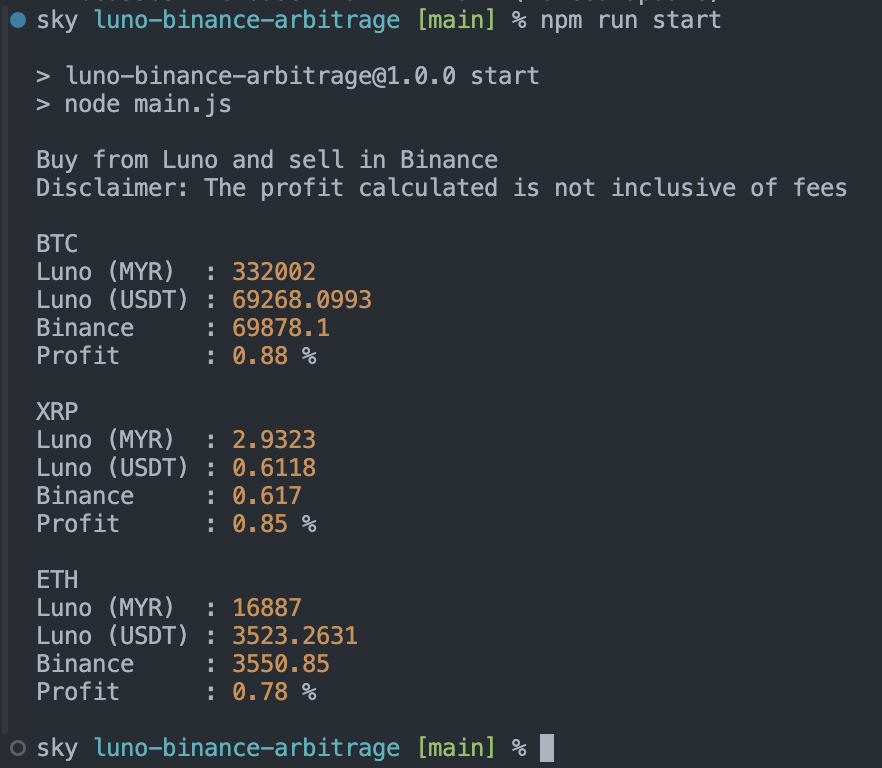 sky luno-binance-arbitrage [main] % npm run start
> luno-binance-arbitrage@1.0.0 start
> node main.js
Buy from Luno and sell in Binance
Disclaimer: The profit calculated is not inclusive of fees
BTC
Luno (MYR) : 332002
Luno (USDT) : 69268.0993
Binance : 69878.1
Profit : 0.88 %
XRP
Luno (MYR) : 2.9323
Luno (USDT) : 0.6118
Binance : 0.617
Profit : 0.85 %
ETH
Luno (MYR) : 16887
Luno (USDT) : 3523.2631
Binance : 3550.85
Profit : 0.78 %
sky luno-binance-arbitrage [main] %